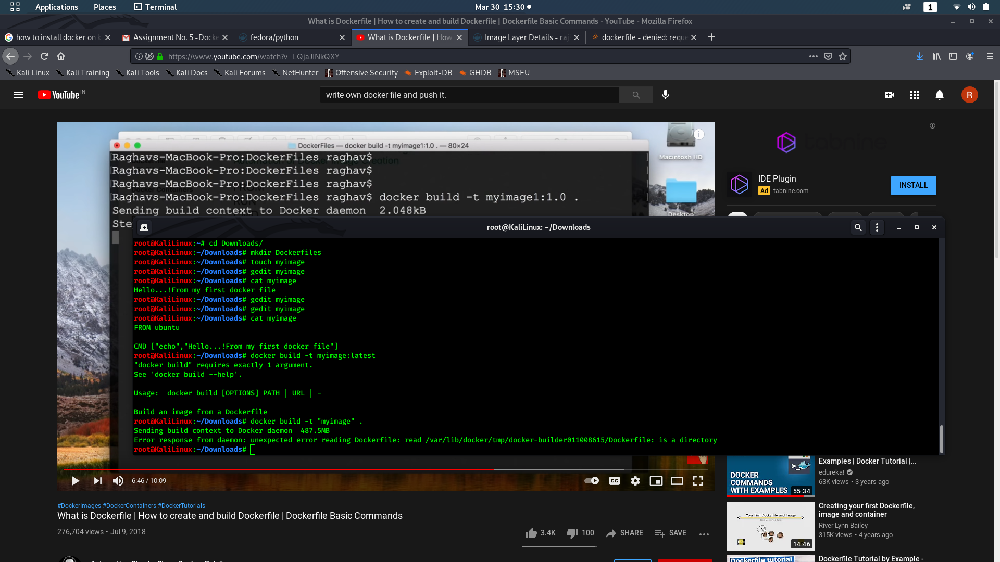 Applications Places Terminal
Mar 30 15:30
1
What is Dockerfile | How to create and build Dockerfile | Dockerfile Basic Commands - YouTube - Mozilla Firefox
how to install docker on k
Assignment No. 5 - Docke
fedora/python
What is Dockerfile | How
Image Layer Details - raj
dockerfile - denied: reque
https://www.youtube.com/watch?v=LQjaJINkQXY
Kali Linux Kali Training Kali Tools Kali Docs Kali Forums NetHunter Offensive Security Exploit-DB GHDB MSFU
YouTube IN
write own docker file and push it.
R
DockerFiles — docker build -t myimage1:1.0 . — 80×24
Raghavs-MacBook-Pro:DockerFiles raghav$
Raghavs-MacBook-Pro:DockerFiles raghav$
Raghavs-MacBook-Pro:DockerFiles raghav$
Raghavs-MacBook-Pro:DockerFiles raghav$ docker build -t myimage1:1.0 .
Sending build context to Docker daemon 2.048kB
Ste
Macintosh HD
Desktop
tabnine
IDE Plugin
Ad tabnine.com
INSTALL
root@KaliLinux: ~/Downloads
root@KaliLinux:~# cd Downloads/
root@KaliLinux:~/Downloads# mkdir Dockerfiles
root@KaliLinux:~/Downloads# touch myimage
root@KaliLinux:~/Downloads# gedit myimage
root@KaliLinux:~/Downloads# cat myimage
Hello...!From my first docker file
root@KaliLinux:~/Downloads# gedit myimage
root@KaliLinux:~/Downloads# gedit myimage
root@KaliLinux:~/Downloads# cat myimage
FROM ubuntu
CMD ["echo","Hello...!From my first docker file"]
root@KaliLinux:~/Downloads# docker build -t myimage:latest
"docker build" requires exactly 1 argument.
See 'docker build --help'.
Usage:  docker build [OPTIONS] PATH | URL | -
Build an image from a Dockerfile
root@KaliLinux:~/Downloads# docker build -t "myimage" .
Sending build context to Docker daemon  487.5MB
Error response from daemon: unexpected error reading Dockerfile: read /var/lib/docker/tmp/docker-builder011008615/Dockerfile: is a directory
root@KaliLinux:~/Downloads#
6:46 / 10:09
CC
#DockerImages #DockerContainers #DockerTutorials
What is Dockerfile | How to create and build Dockerfile | Dockerfile Basic Commands
276,704 views • Jul 9, 2018
3.4K 100 SHARE SAVE
DOCKER
COMMANDS
WITH EXAMPLES
55:34
Examples | Docker Tutorial |...
edureka!
63K views • 3 years ago
Your First Dockerfile and Image
14:46
Creating your first Dockerfile,
image and container
River Lynn Bailey
315K views • 4 years ago
Dockerfile tutorial
Dockerfile Tutorial by Example -